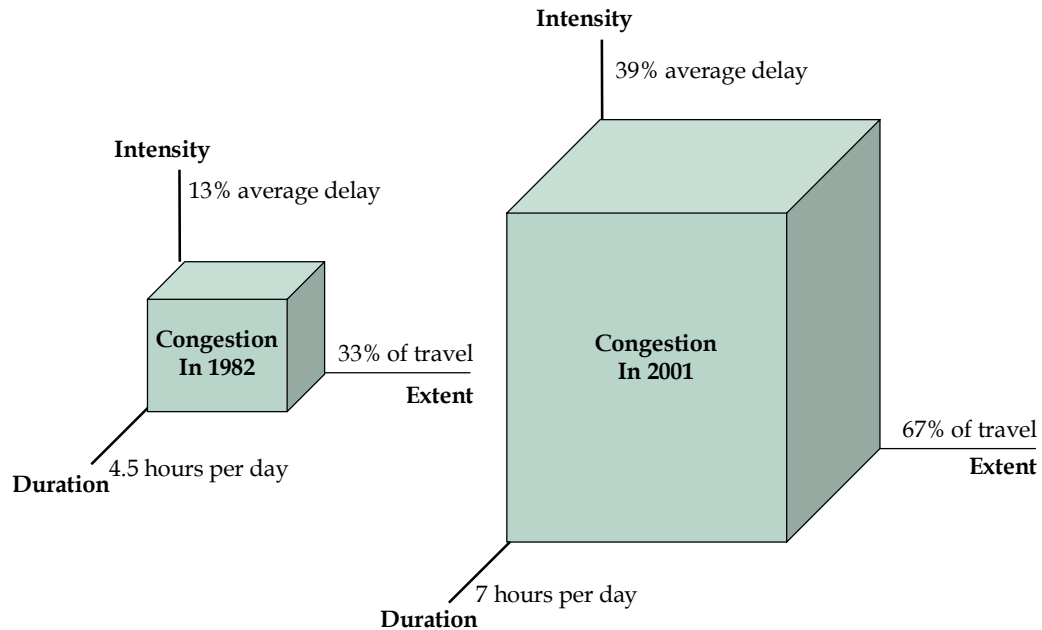 Intensity
13% average delay
Congestion
In 1982
33% of travel
Extent
4.5 hours per day
Duration
Intensity
39% average delay
Congestion
In 2001
67% of travel
Extent
7 hours per day
Duration